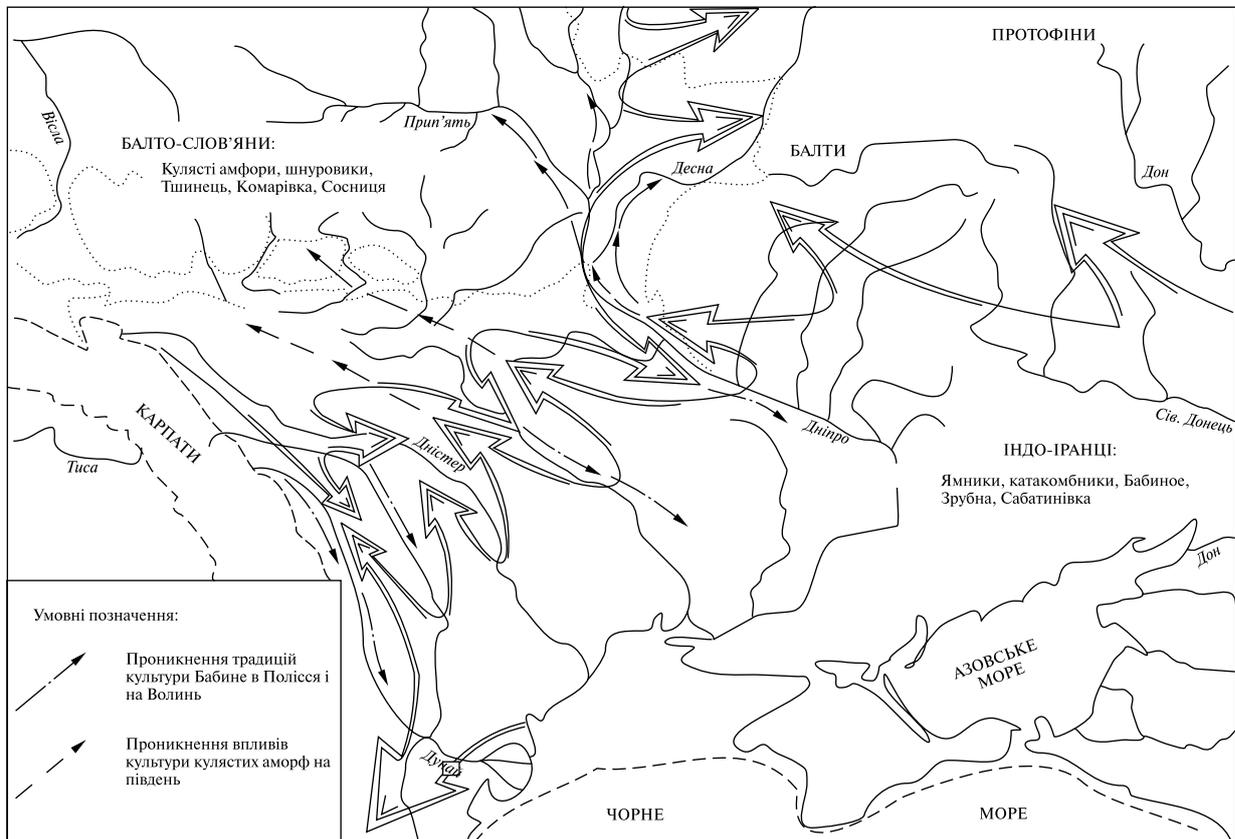 ПРОТОФІНИ
Вісла
Прип’ять
БАЛТО-СЛОВ’ЯНИ:
Кулясті амфори, шнуровики,
Тшинець, Комарівка, Сосниця
БАЛТИ
Десна
Дон
КАРПАТИ
Тиса
Дністер
Дніпро
Сів. Донець
ІНДО-ІРАНЦІ:
Ямники, катакомбники, Бабиное,
Зрубна, Сабатинівка
Дон
АЗОВСЬКЕ
МОРЕ
Дунай
ЧОРНЕ
МОРЕ
Умовні позначення:
Проникнення традицій
культури Бабине в Полісся і
на Волинь
Проникнення впливів
культури кулястих аморф на
південь